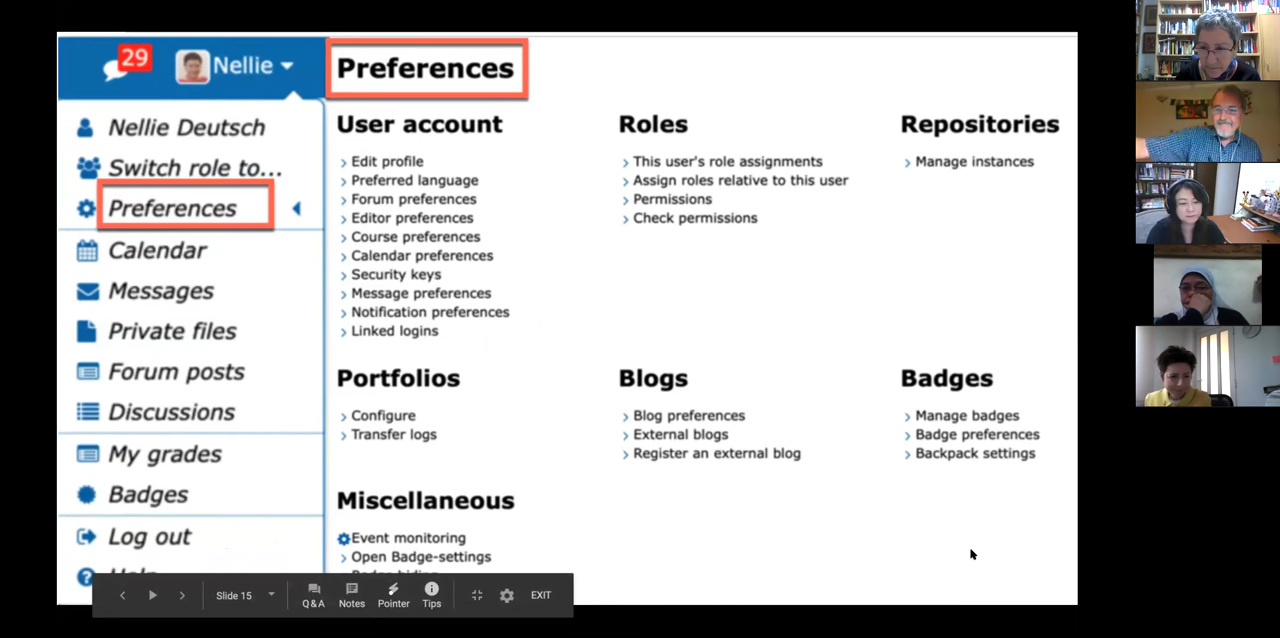 29
Nellie
Nellie Deutsch
Switch role to...
Preferences
Calendar
Messages
Private files
Forum posts
Discussions
My grades
Badges
Log out
Preferences
User account
Edit profile
Preferred language
Forum preferences
Editor preferences
Course preferences
Calendar preferences
Security keys
Message preferences
Notification preferences
Linked logins
Roles
This user's role assignments
Assign roles relative to this user
Permissions
Check permissions
Repositories
Manage instances
Portfolios
Configure
Transfer logs
Blogs
Blog preferences
External blogs
Register an external blog
Badges
Manage badges
Badge preferences
Backpack settings
Miscellaneous
Event monitoring
Open Badge-settings
Slide 15
Q&A
Notes
Pointer
Tips
EXIT